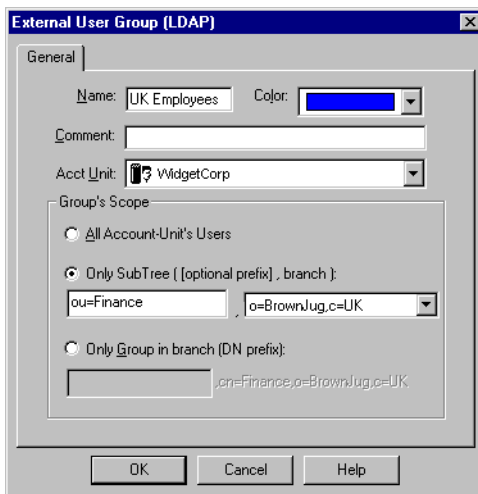 External User Group (LDAP)
General
Name: UK Employees Color:
Comment:
Acct Unit: WidgetCorp
Group's Scope
All Account-Unit's Users
Only SubTree ( [optional prefix] , branch ):
ou=Finance , o=BrownJug,c=UK
Only Group in branch (DN prefix):
,cn=Finance,o=BrownJug,c=UK
OK Cancel Help